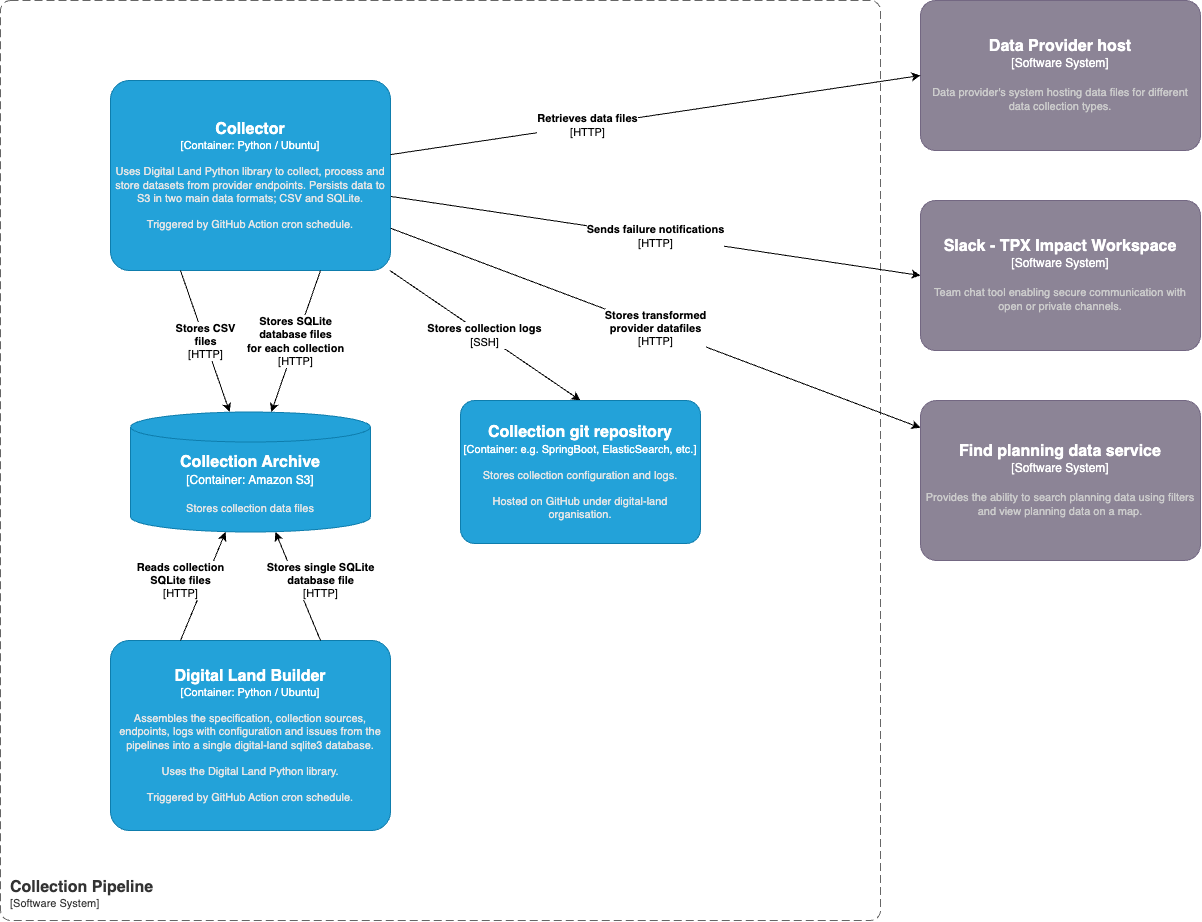 Data Provider host
[Software System]
Data provider's system hosting data files for different
data collection types.
Collector
[Container: Python / Ubuntu]
Uses Digital Land Python library to collect, process and
store datasets from provider endpoints. Persists data to
S3 in two main data formats; CSV and SQLite.
Triggered by GitHub Action cron schedule.
Retrieves data files
[HTTP]
Sends failure notifications
[HTTP]
Slack - TPX Impact Workspace
[Software System]
Team chat tool enabling secure communication with
open or private channels.
Stores CSV
files
[HTTP]
Stores SQLite
database files
for each collection
[HTTP]
Stores collection logs
[SSH]
Stores transformed
provider datafiles
[HTTP]
Collection Archive
[Container: Amazon S3]
Stores collection data files
Collection git repository
[Container: e.g. SpringBoot, ElasticSearch, etc.]
Stores collection configuration and logs.
Hosted on GitHub under digital-land
organisation.
Find planning data service
[Software System]
Provides the ability to search planning data using filters
and view planning data on a map.
Reads collection
SQLite files
[HTTP]
Stores single SQLite
database file
[HTTP]
Digital Land Builder
[Container: Python / Ubuntu]
Assembles the specification, collection sources,
endpoints, logs with configuration and issues from the
pipelines into a single digital-land sqlite3 database.
Uses the Digital Land Python library.
Triggered by GitHub Action cron schedule.
Collection Pipeline
[Software System]